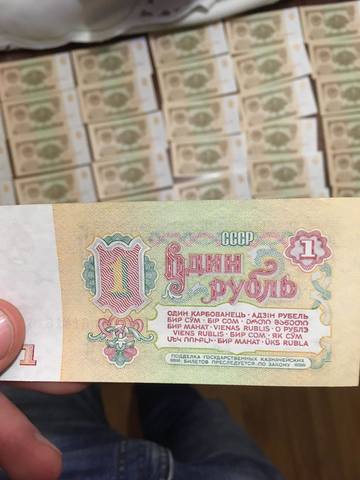 СССР
1
1
Один
рубль
ОДИН КАРБОВАНЕЦЬ · АДЗІН РУБЕЛЬ
БИР СЎМ · БІР СОМ · ᲔᲠᲗᲘ ᲛᲐᲜᲔᲗᲘ
БИР МАНАТ · VIENAS RUBLIS · О РУБЛЭ
VIENS RUBLIS · БИР СОМ · ЯК СЎМ
ՄԵԿ ՌՈՒԲԼԻ · БИР МАНАТ · ÜKS RUBLA
ПОДДЕЛКА ГОСУДАРСТВЕННЫХ КАЗНАЧЕЙСКИХ
БИЛЕТОВ ПРЕСЛЕДУЕТСЯ ПО ЗАКОНУ
1